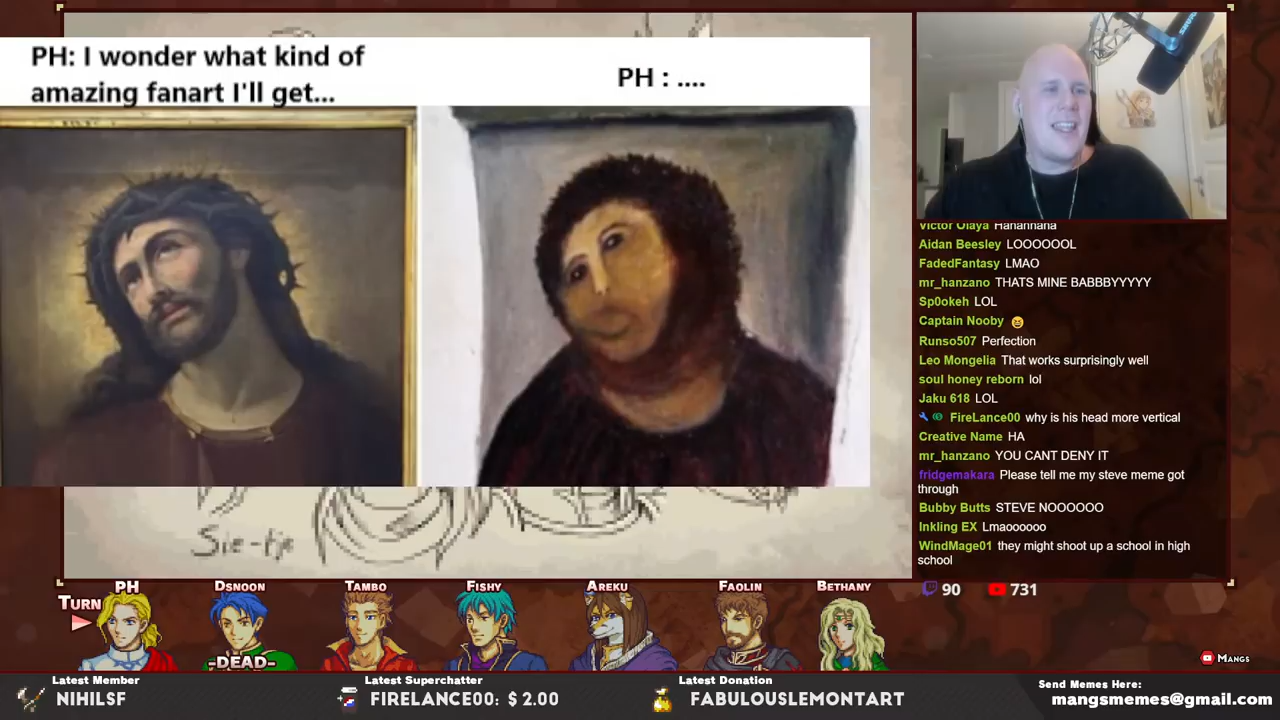 PH: I wonder what kind of
amazing fanart I'll get...
PH : ....
Sie-tje
Victor Olaya Hahahhaha
Aidan Beesley LOOOOOOL
FadedFantasy LMAO
mr_hanzano THATS MINE BABBBYYYYY
Sp0okeh LOL
Captain Nooby
Runso507 Perfection
Leo Mongelia That works surprisingly well
soul honey reborn lol
Jaku 618 LOL
FireLance00 why is his head more vertical
Creative Name HA
mr_hanzano YOU CANT DENY IT
fridgemakara Please tell me my steve meme got
through
Bubby Butts STEVE NOOOOOO
Inkling EX Lmaoooooo
WindMage01 they might shoot up a school in high
school
PH Dsnoon Tambo Fishy Areku Faolin Bethany
Turn
-DEAD-
90 731
Mangs
Latest Member
NIHILSF
Latest Superchatter
FIRELANCE00: $ 2.00
Latest Donation
FABULOUSLEMONTART
Send Memes Here:
mangsmemes@gmail.com